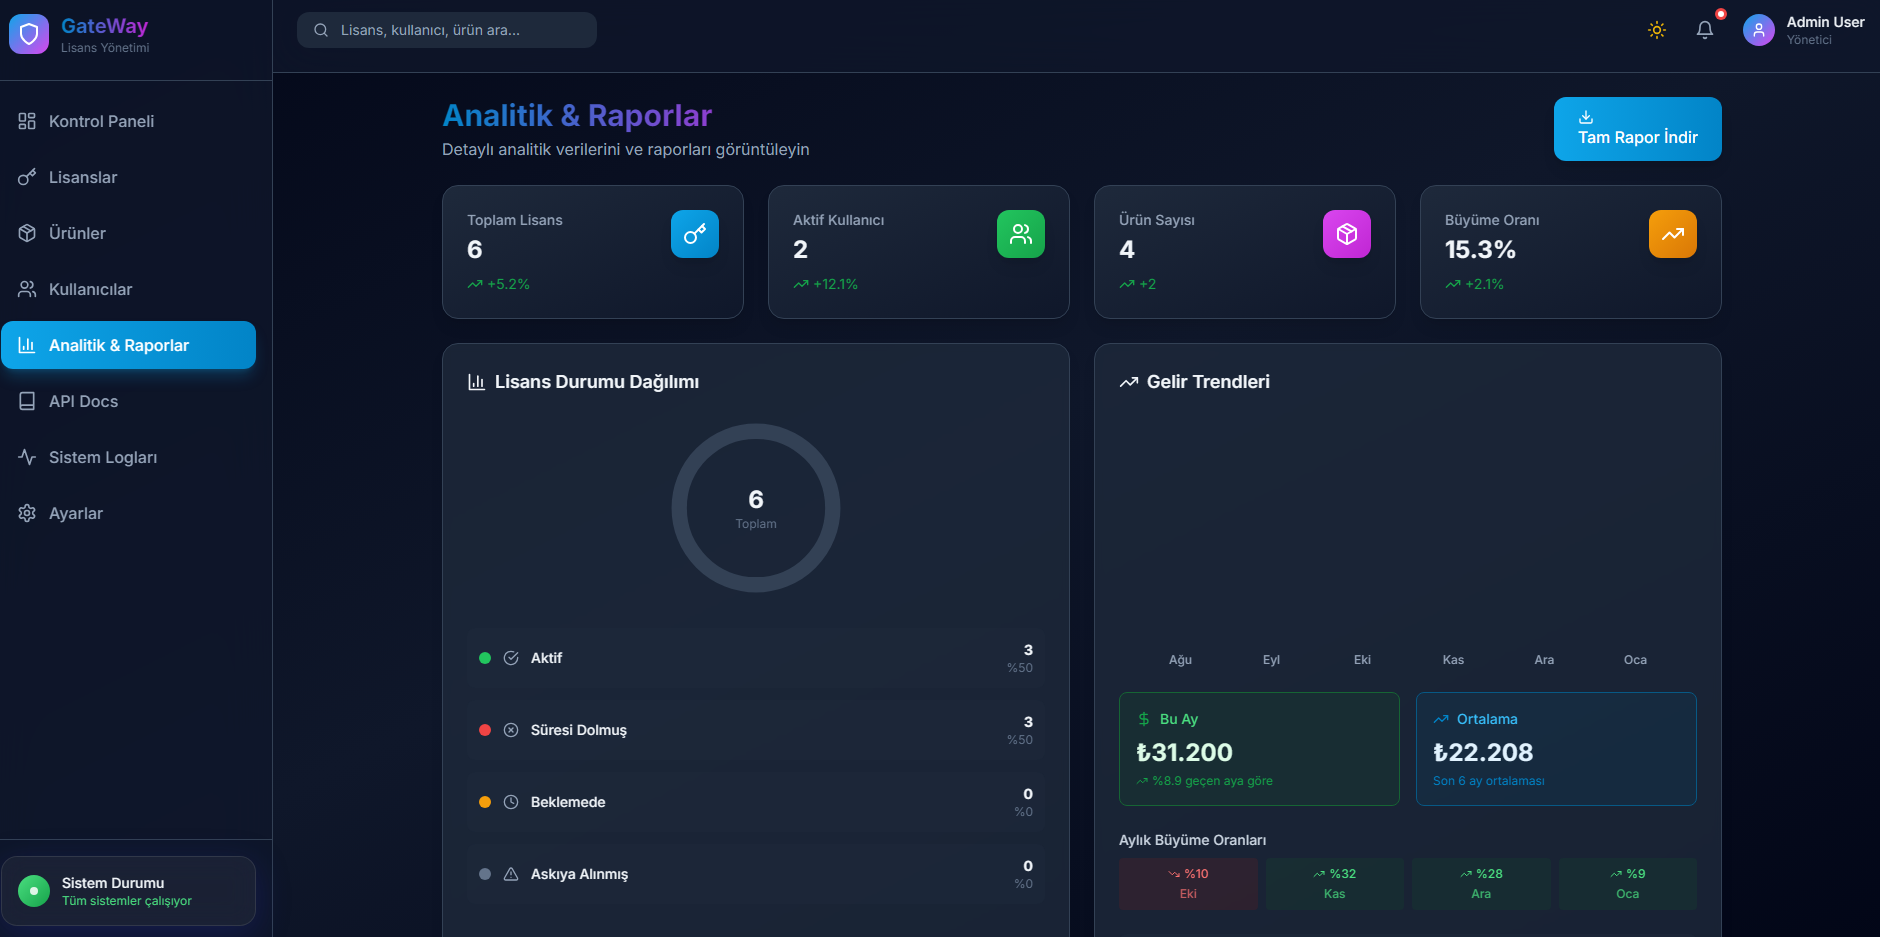 GateWay
Lisans Yönetimi
Lisans, kullanıcı, ürün ara...
Admin User
Yönetici
Kontrol Paneli
Lisanslar
Ürünler
Kullanıcılar
Analitik & Raporlar
API Docs
Sistem Logları
Ayarlar
Sistem Durumu
Tüm sistemler çalışıyor
Analitik & Raporlar
Detaylı analitik verilerini ve raporları görüntüleyin
Tam Rapor İndir
Toplam Lisans
6
+5.2%
Aktif Kullanıcı
2
+12.1%
Ürün Sayısı
4
+2
Büyüme Oranı
15.3%
+2.1%
Lisans Durumu Dağılımı
6
Toplam
Aktif
3
%50
Süresi Dolmuş
3
%50
Beklemede
0
%0
Askıya Alınmış
0
%0
Gelir Trendleri
Ağu Eyl Eki Kas Ara Oca
Bu Ay
₺31.200
%8.9 geçen aya göre
Ortalama
₺22.208
Son 6 ay ortalaması
Aylık Büyüme Oranları
%10
Eki
%32
Kas
%28
Ara
%9
Oca